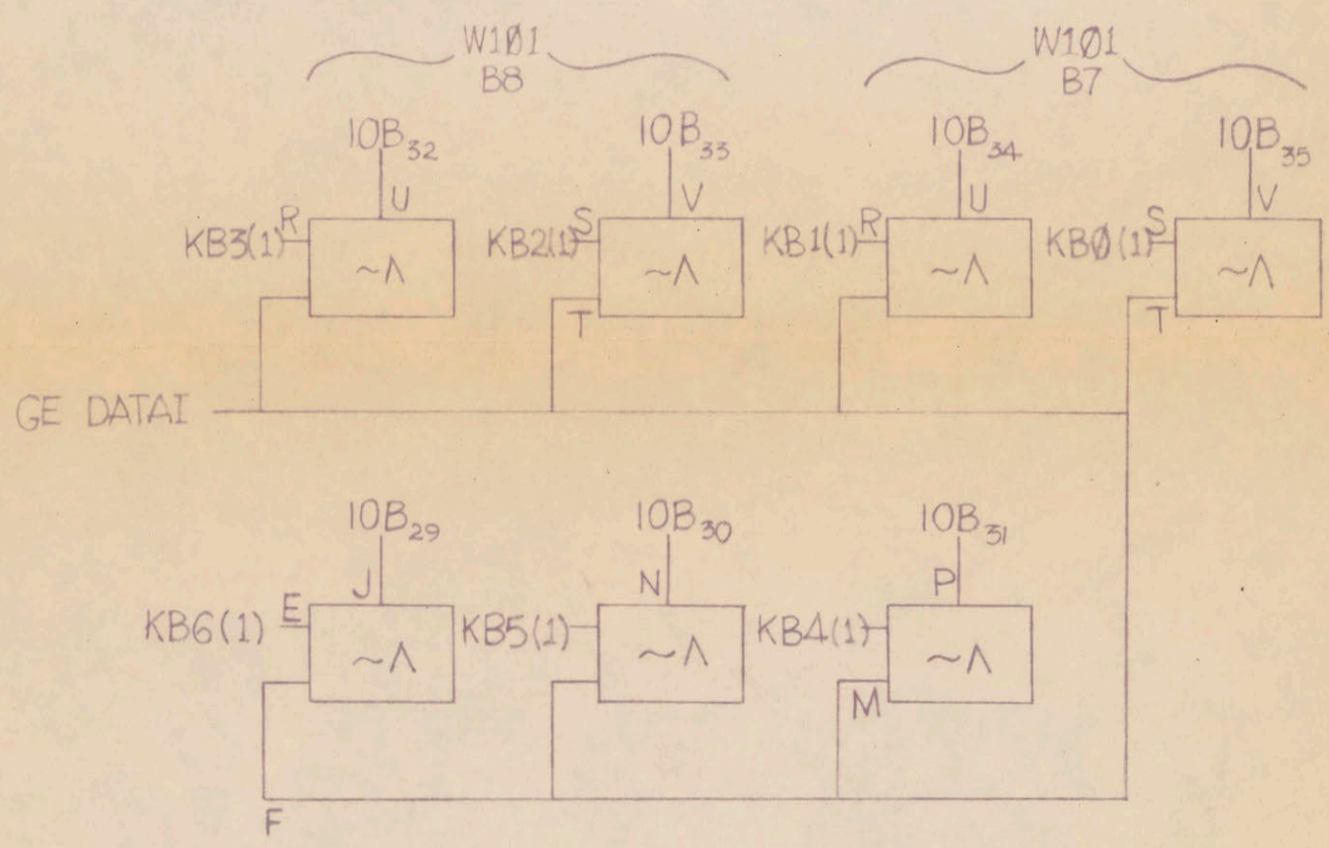 W1Ø1 W1Ø1
B8 B7
IOB32 IOB33 IOB34 IOB35
U V U V
KB3(1) R KB2(1) S KB1(1) R KBØ(1) S
~Λ ~Λ ~Λ ~Λ
T T
GE DATAI
IOB29 IOB30 IOB31
J N P
KB6(1) E KB5(1) KB4(1)
~Λ ~Λ ~Λ
M
F